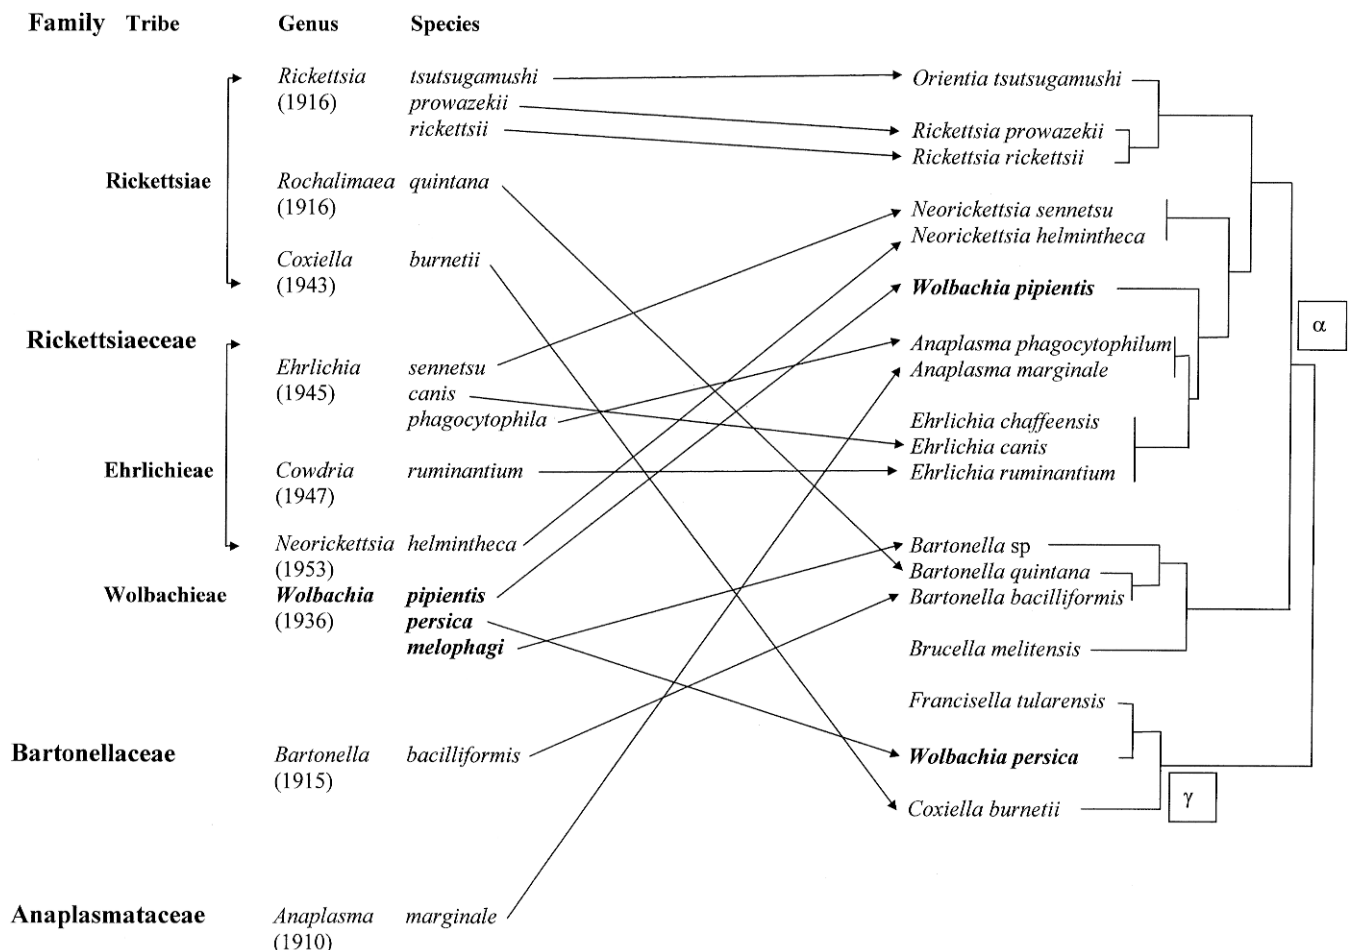 Family Tribe Genus Species
Rickettsia tsutsugamushi Orientia tsutsugamushi
(1916) prowazekii
rickettsii Rickettsia prowazekii
Rickettsia rickettsii
Rickettsiae Rochalimaea quintana
(1916) Neorickettsia sennetsu
Neorickettsia helmintheca
Coxiella burnetii
(1943) Wolbachia pipientis
α
Rickettsiaeceae Anaplasma phagocytophilum
Ehrlichia sennetsu Anaplasma marginale
(1945) canis
phagocytophila Ehrlichia chaffeensis
Ehrlichia canis
Ehrlichieae Cowdria ruminantium Ehrlichia ruminantium
(1947)
Neorickettsia helmintheca Bartonella sp
(1953) Bartonella quintana
Wolbachieae Wolbachia pipientis Bartonella bacilliformis
(1936) persica
melophagi Brucella melitensis
Francisella tularensis
Bartonellaceae Bartonella bacilliformis Wolbachia persica
(1915)
γ
Coxiella burnetii
Anaplasmataceae Anaplasma marginale
(1910)